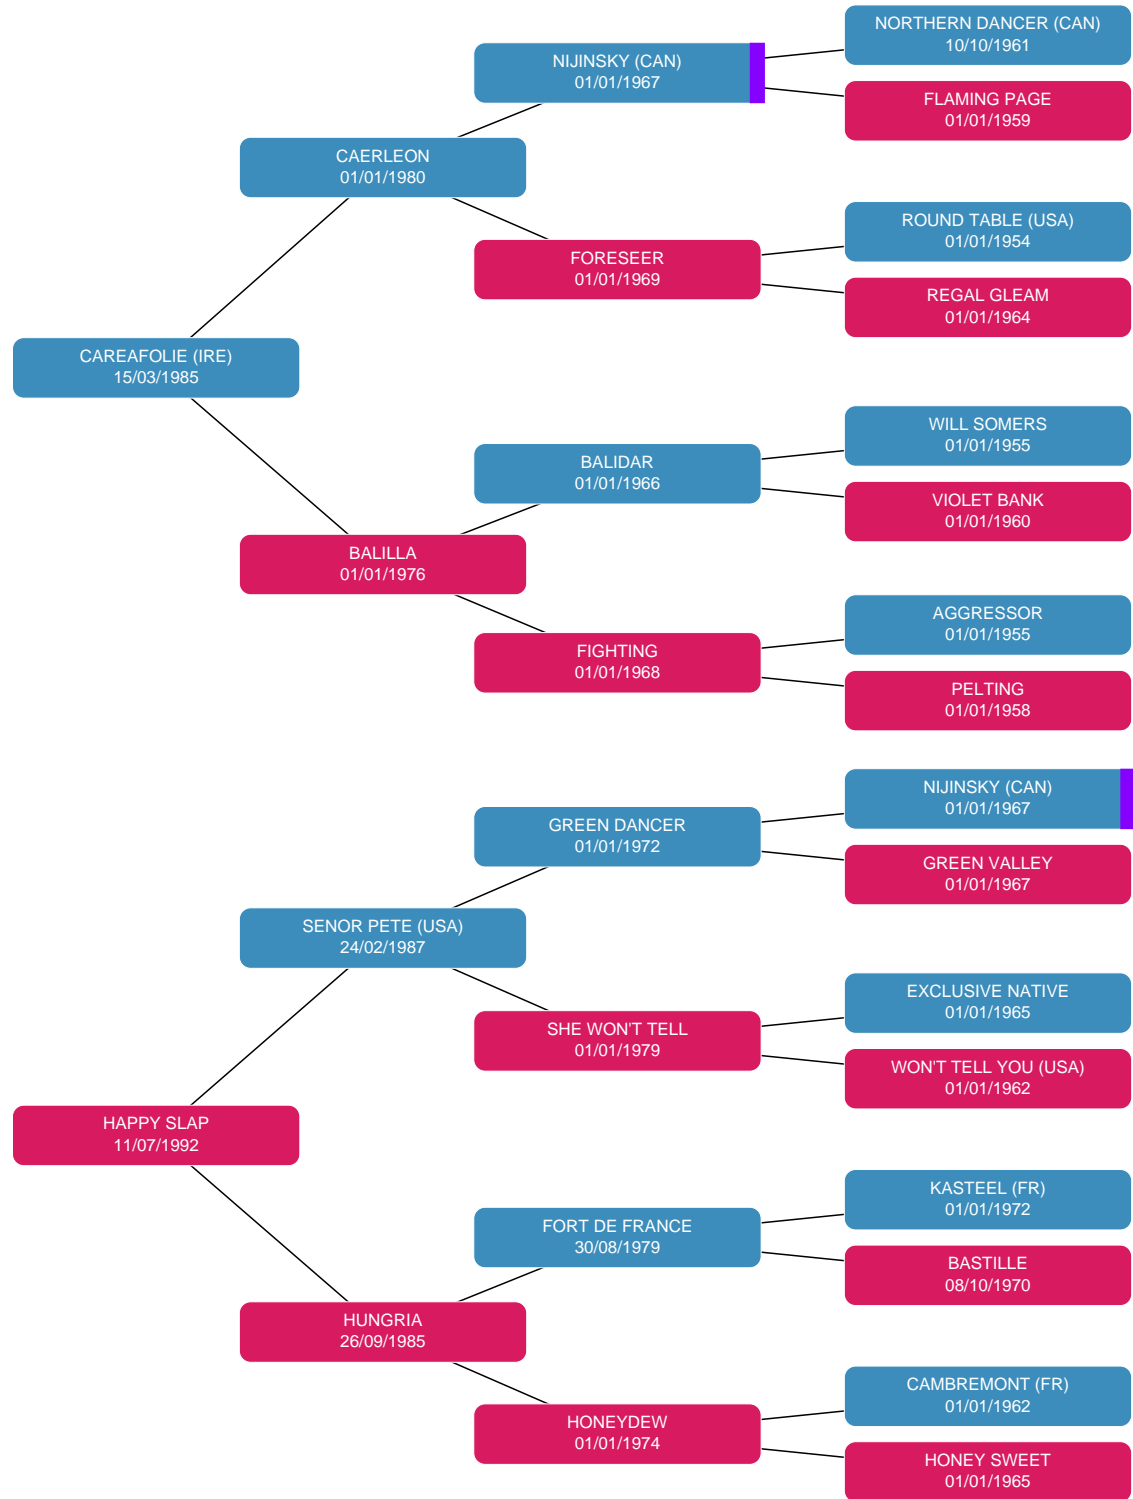 NORTHERN DANCER (CAN)
10/10/1961
NIJINSKY (CAN)
01/01/1967
FLAMING PAGE
01/01/1959
CAERLEON
01/01/1980
ROUND TABLE (USA)
01/01/1954
FORESEER
01/01/1969
REGAL GLEAM
01/01/1964
CAREAFOLIE (IRE)
15/03/1985
WILL SOMERS
01/01/1955
BALIDAR
01/01/1966
VIOLET BANK
01/01/1960
BALILLA
01/01/1976
AGGRESSOR
01/01/1955
FIGHTING
01/01/1968
PELTING
01/01/1958
NIJINSKY (CAN)
01/01/1967
GREEN DANCER
01/01/1972
GREEN VALLEY
01/01/1967
SENOR PETE (USA)
24/02/1987
EXCLUSIVE NATIVE
01/01/1965
SHE WON'T TELL
01/01/1979
WON'T TELL YOU (USA)
01/01/1962
HAPPY SLAP
11/07/1992
KASTEEL (FR)
01/01/1972
FORT DE FRANCE
30/08/1979
BASTILLE
08/10/1970
HUNGRIA
26/09/1985
CAMBREMONT (FR)
01/01/1962
HONEYDEW
01/01/1974
HONEY SWEET
01/01/1965